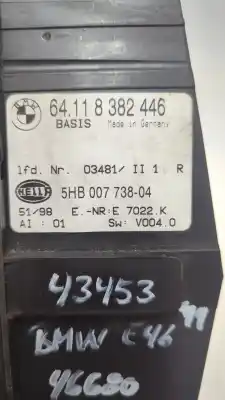 64.11 8 382 446
BASIS Made in Germany
lfd. Nr. 03481/ II 1 R
HELLA 5HB 007 738-04
51/98 E.-NR:E 7022.K
AI : 01 Sw: V004.0
43453
BMW E46 '99
46680